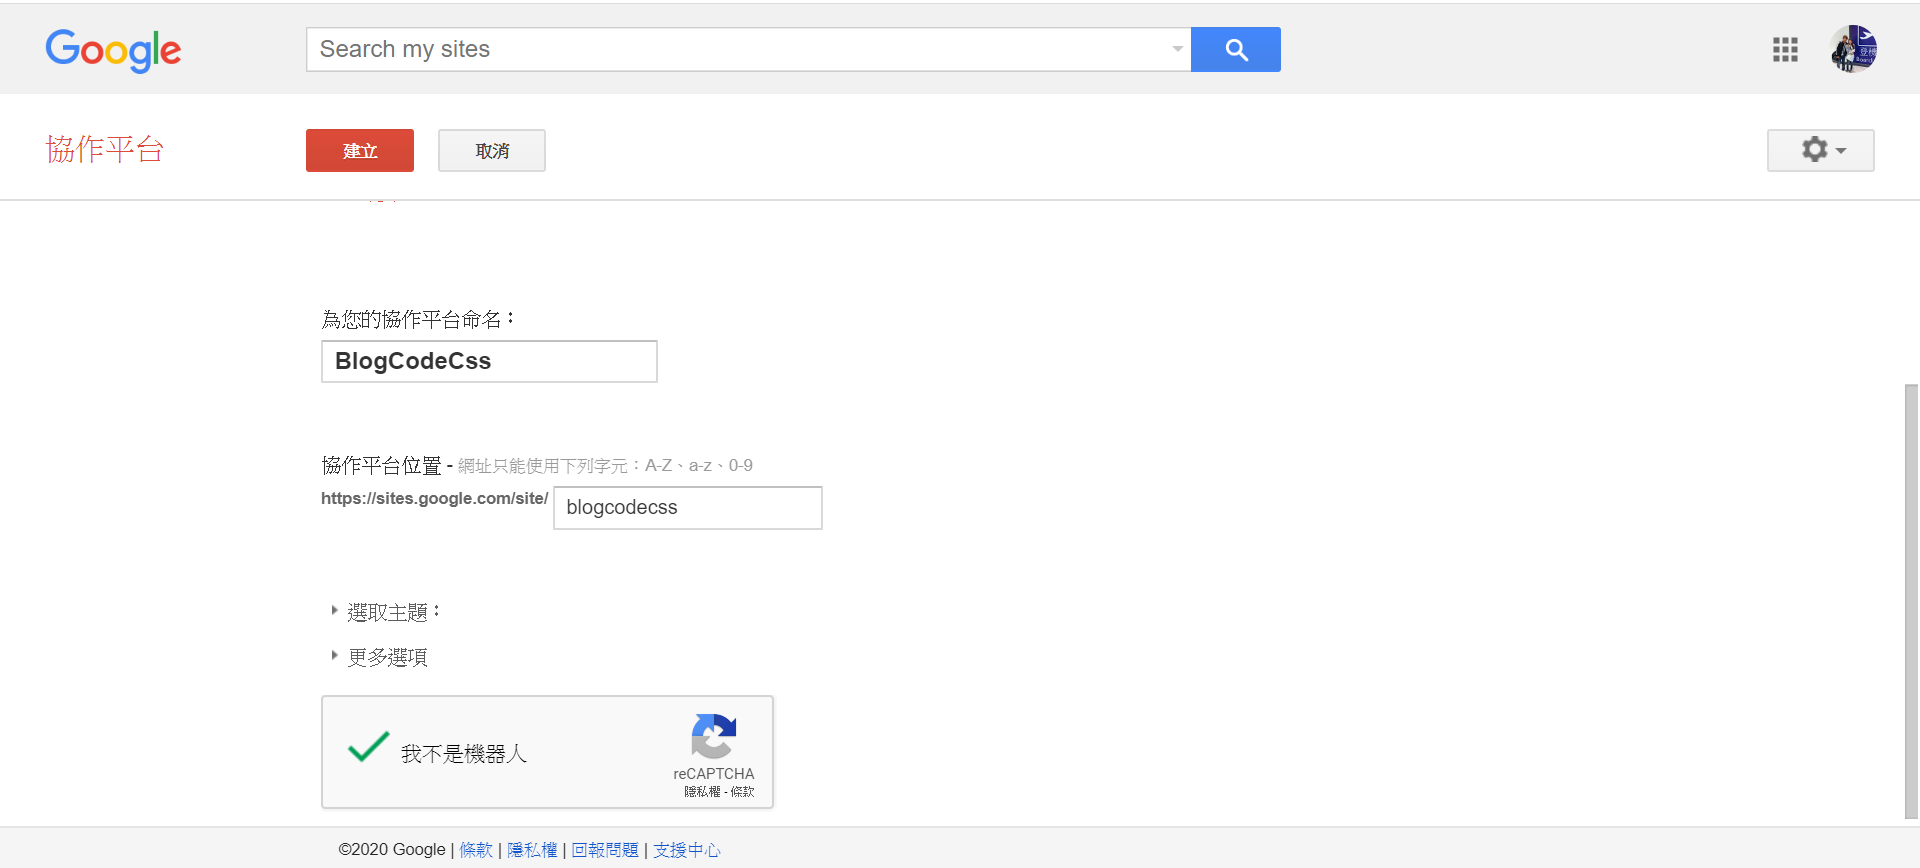 Google
Search my sites
協作平台
建立
取消
為您的協作平台命名：
BlogCodeCss
協作平台位置 - 網址只能使用下列字元：A-Z、a-z、0-9
https://sites.google.com/site/ blogcodecss
選取主題：
更多選項
我不是機器人
reCAPTCHA
隱私權 - 條款
©2020 Google | 條款 | 隱私權 | 回報問題 | 支援中心